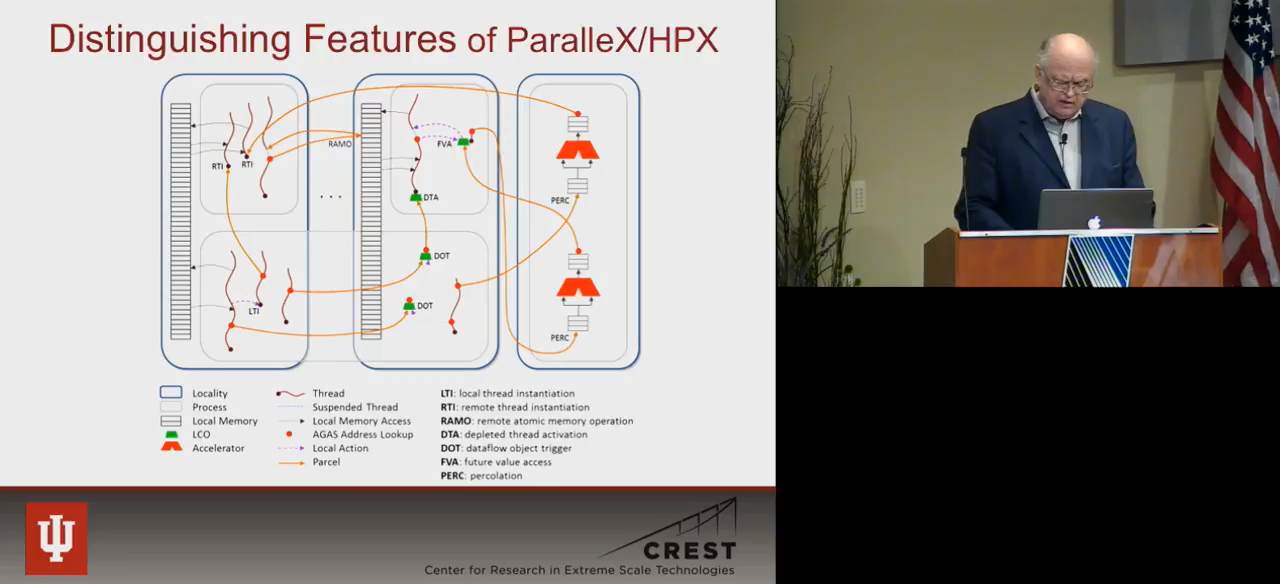 Distinguishing Features of ParalleX/HPX
RTI
RTI
RAMO
FVA
DTA
PERC
. . .
DOT
DOT
LTI
PERC
Locality
Process
Local Memory
LCO
Accelerator
Thread
Suspended Thread
Local Memory Access
AGAS Address Lookup
Local Action
Parcel
LTI: local thread instantiation
RTI: remote thread instantiation
RAMO: remote atomic memory operation
DTA: depleted thread activation
DOT: dataflow object trigger
FVA: future value access
PERC: percolation
CREST
Center for Research in Extreme Scale Technologies